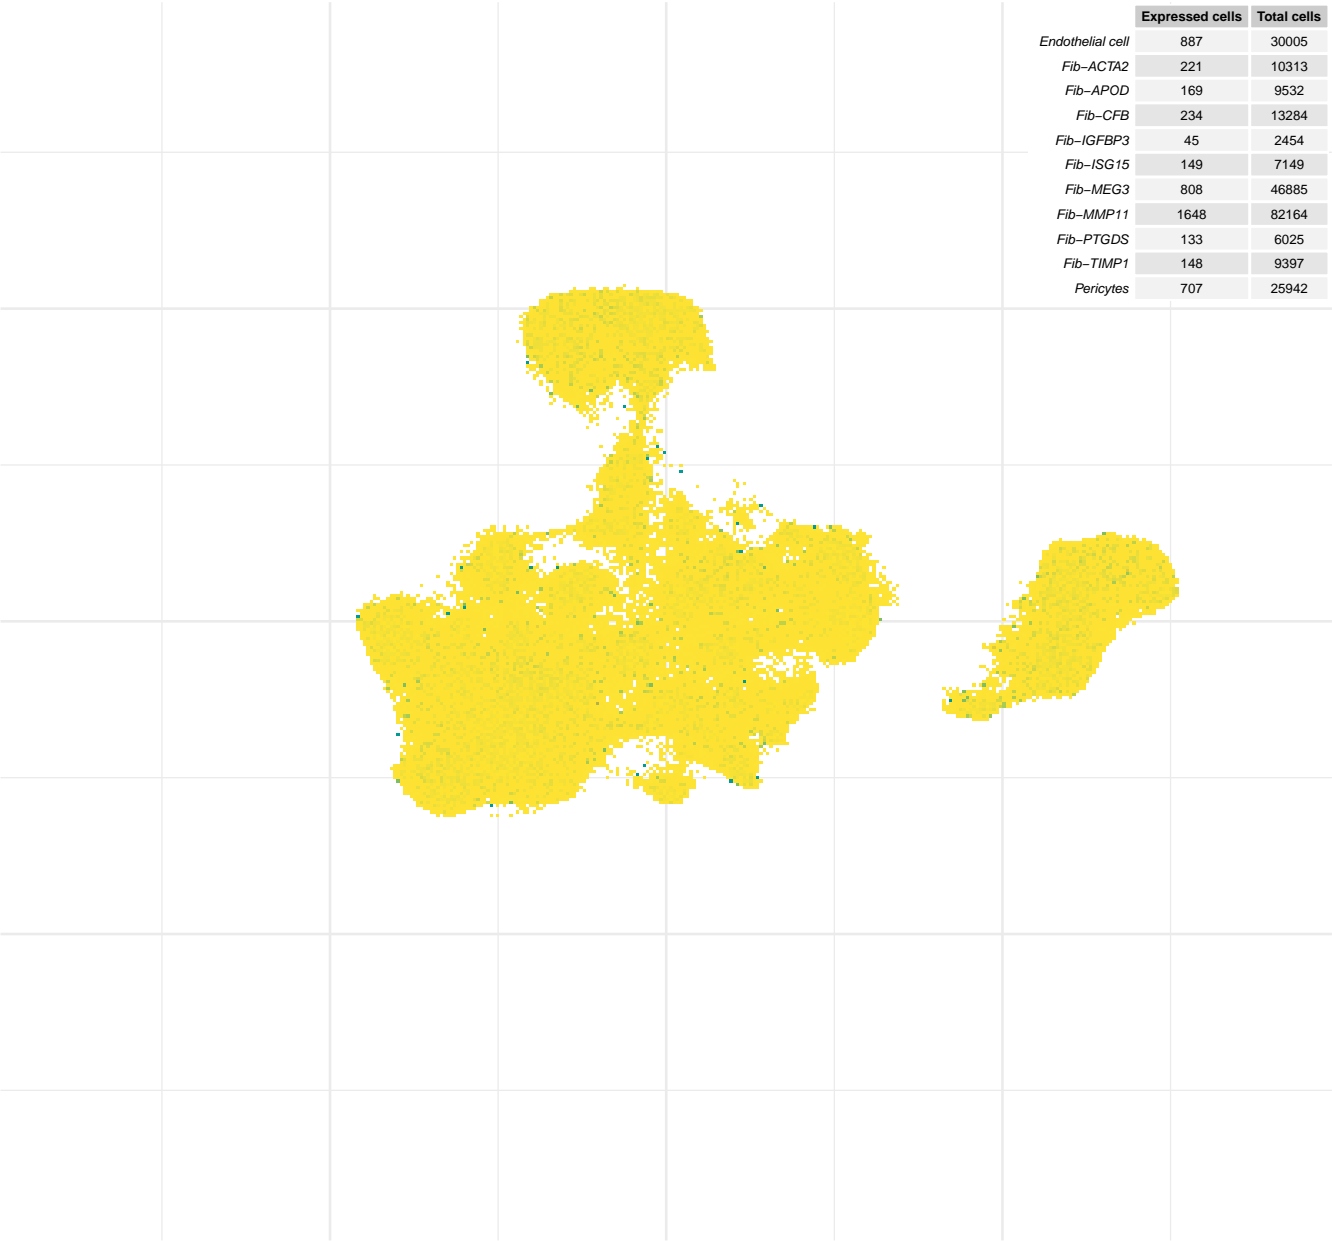 Expressed cells Total cells
Endothelial cell 887 30005
Fib−ACTA2 221 10313
Fib−APOD 169 9532
Fib−CFB 234 13284
Fib−IGFBP3 45 2454
Fib−ISG15 149 7149
Fib−MEG3 808 46885
Fib−MMP11 1648 82164
Fib−PTGDS 133 6025
Fib−TIMP1 148 9397
Pericytes 707 25942